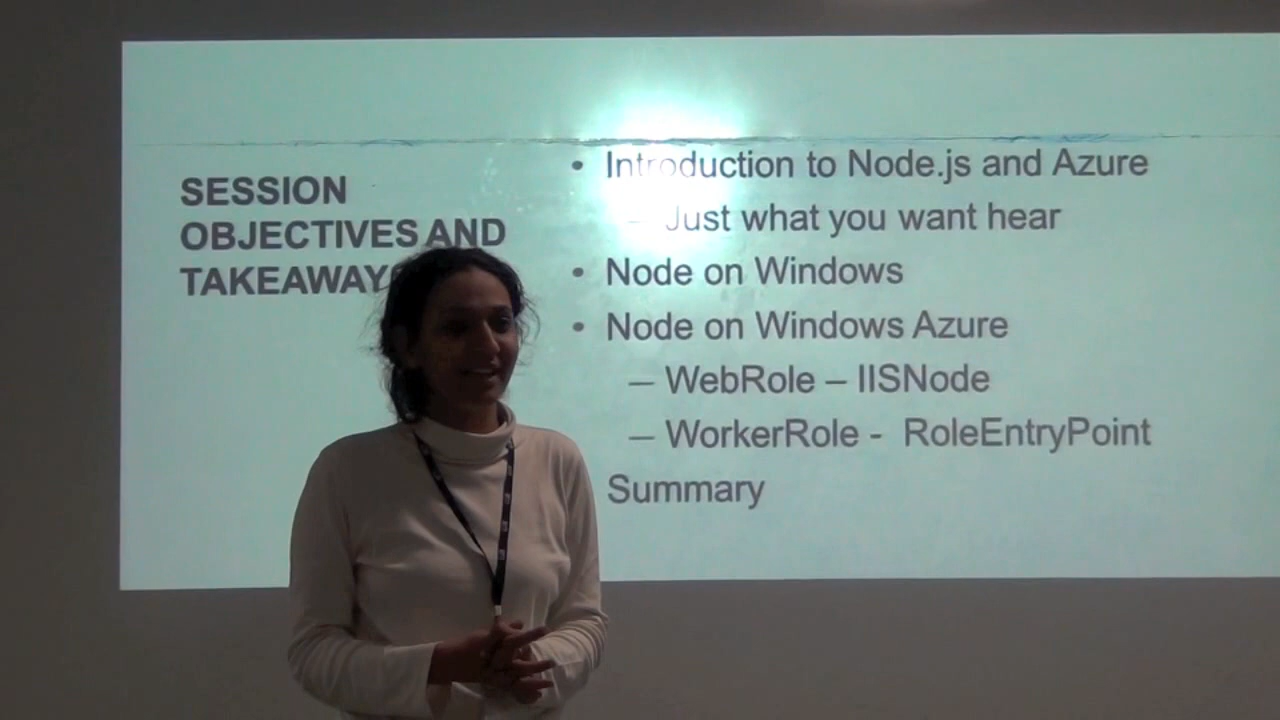 SESSION
OBJECTIVES AND
TAKEAWAY
• Introduction to Node.js and Azure
– Just what you want hear
• Node on Windows
• Node on Windows Azure
– WebRole – IISNode
– WorkerRole - RoleEntryPoint
Summary